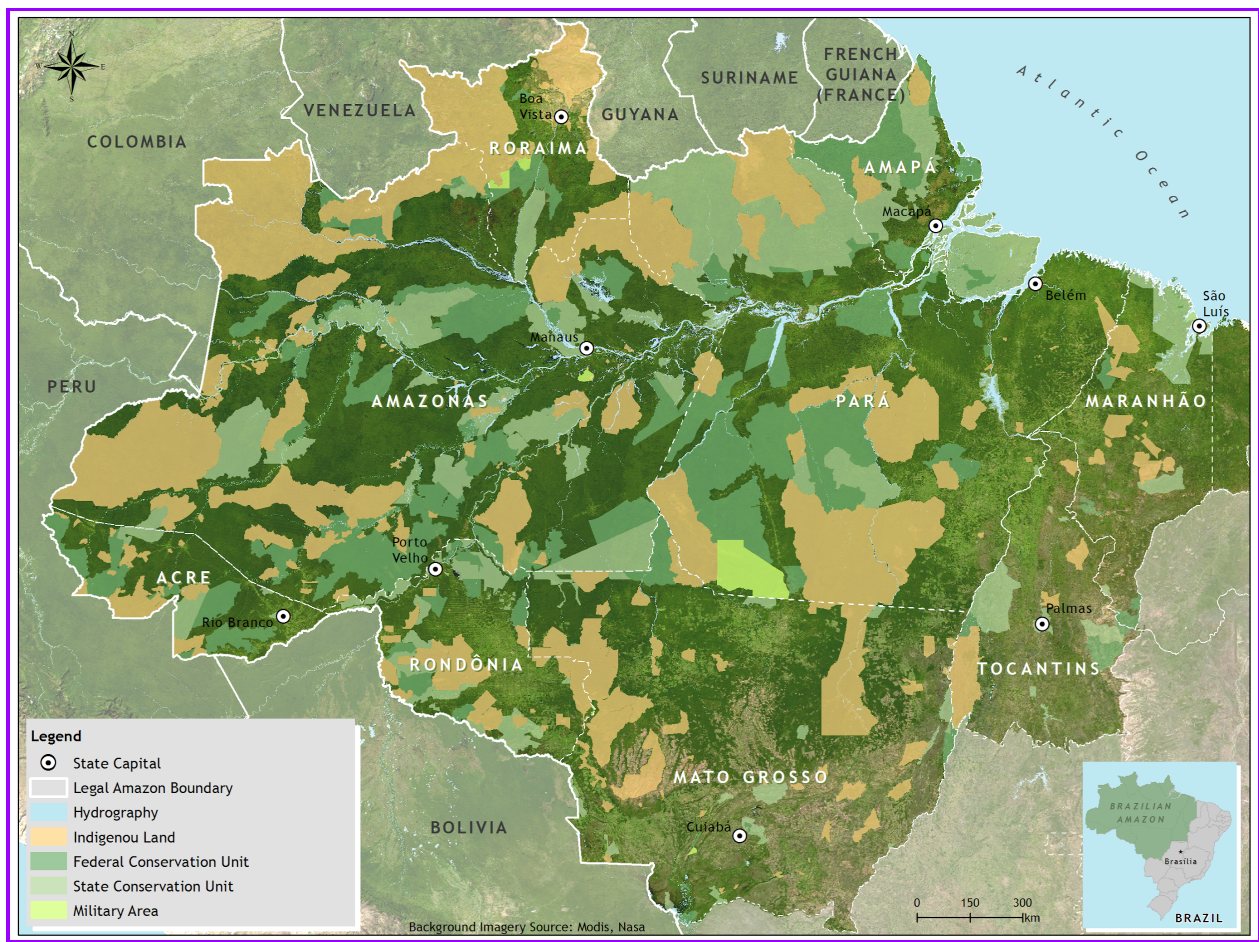 N
W
E
S
COLOMBIA
VENEZUELA
Boa
Vista
RORAIMA
GUYANA
SURINAME
FRENCH
GUIANA
(FRANCE)
Atlantic Ocean
AMAPÁ
Macapá
Belém
São
Luís
Manaus
PERU
AMAZONAS
PARÁ
MARANHÃO
Porto
Velho
ACRE
Rio Branco
RONDÔNIA
Palmas
TOCANTINS
MATO GROSSO
Cuiabá
BOLIVIA
Legend
State Capital
Legal Amazon Boundary
Hydrography
Indigenou Land
Federal Conservation Unit
State Conservation Unit
Military Area
Background Imagery Source: Modis, Nasa
0 150 300
km
BRAZILIAN
AMAZON
Brasília
BRAZIL